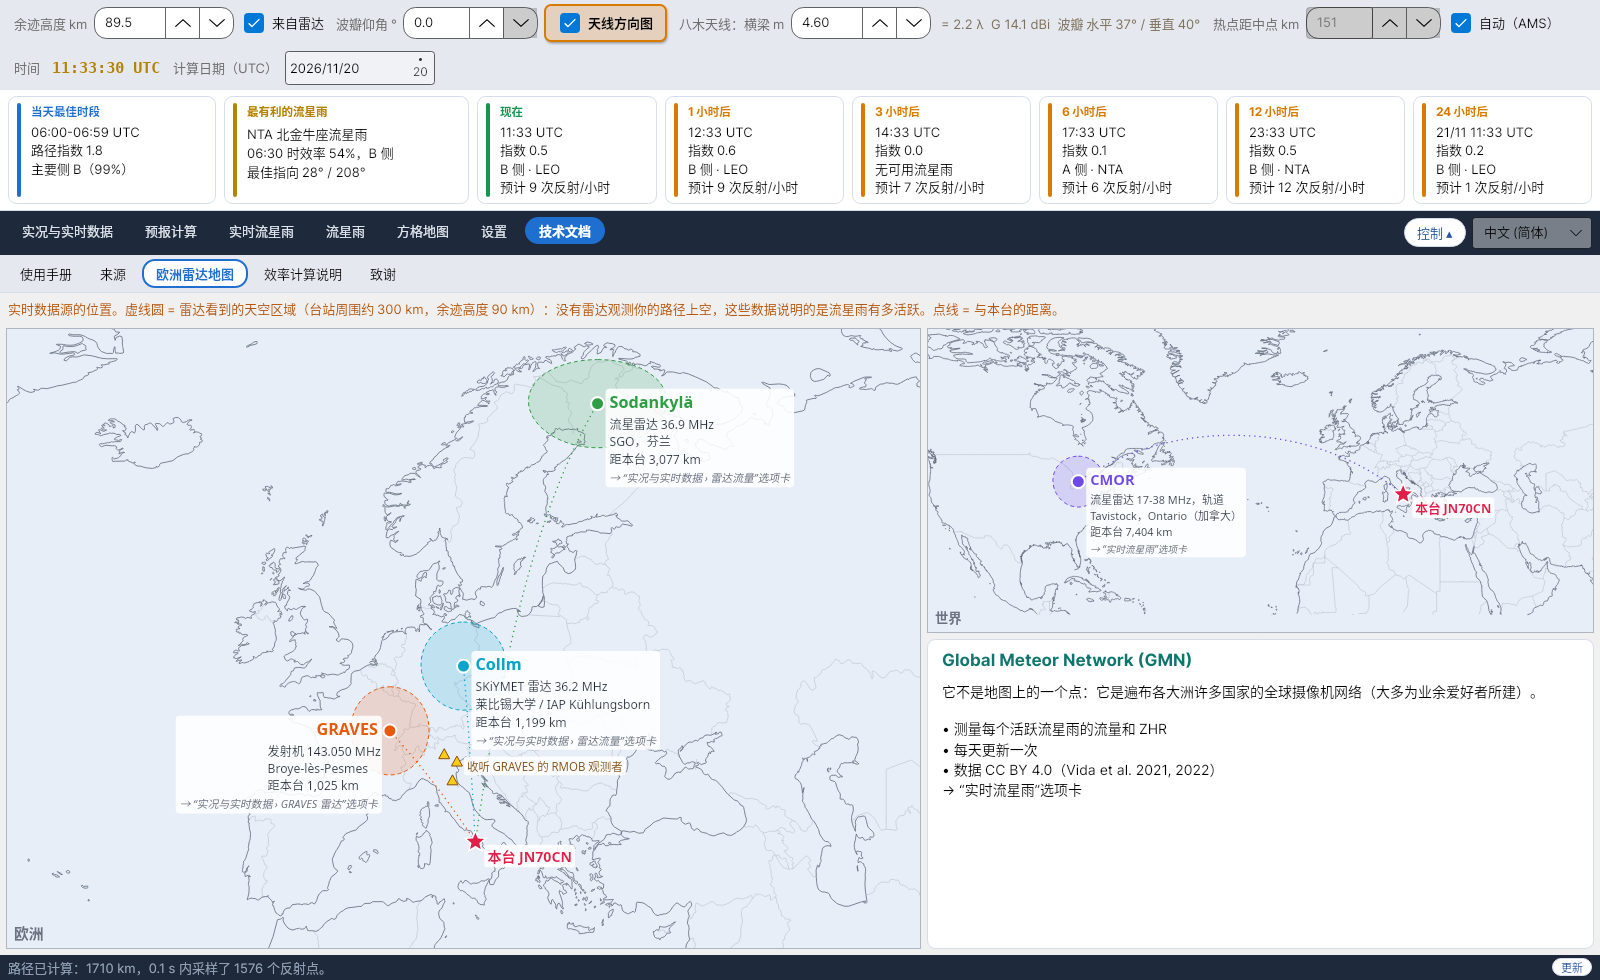 余迹高度 km 89.5 来自雷达 波瓣仰角 ° 0.0 天线方向图 八木天线：横梁 m 4.60 = 2.2 λ G 14.1 dBi 波瓣 水平 37° / 垂直 40° 热点距中点 km 151 自动（AMS）
时间 11:33:30 UTC 计算日期（UTC） 2026/11/20 20
当天最佳时段
06:00-06:59 UTC
路径指数 1.8
主要侧 B（99%）
最有利的流星雨
NTA 北金牛座流星雨
06:30 时效率 54%，B 侧
最佳指向 28° / 208°
现在
11:33 UTC
指数 0.5
B 侧 · LEO
预计 9 次反射/小时
1 小时后
12:33 UTC
指数 0.6
B 侧 · LEO
预计 9 次反射/小时
3 小时后
14:33 UTC
指数 0.0
无可用流星雨
预计 7 次反射/小时
6 小时后
17:33 UTC
指数 0.1
A 侧 · NTA
预计 6 次反射/小时
12 小时后
23:33 UTC
指数 0.5
B 侧 · NTA
预计 12 次反射/小时
24 小时后
21/11 11:33 UTC
指数 0.2
B 侧 · LEO
预计 1 次反射/小时
实况与实时数据 预报计算 实时流星雨 流星雨 方格地图 设置 技术文档 控制 ▴ 中文 (简体)
使用手册 来源 欧洲雷达地图 效率计算说明 致谢
实时数据源的位置。虚线圆 = 雷达看到的天空区域（台站周围约 300 km，余迹高度 90 km）：没有雷达观测你的路径上空，这些数据说明的是流星雨有多活跃。点线 = 与本台的距离。
Sodankylä
流星雷达 36.9 MHz
SGO，芬兰
距本台 3,077 km
→ “实况与实时数据 › 雷达流量”选项卡
Collm
SKiYMET 雷达 36.2 MHz
莱比锡大学 / IAP Kühlungsborn
距本台 1,199 km
→ “实况与实时数据 › 雷达流量”选项卡
GRAVES
发射机 143.050 MHz
Broye-lès-Pesmes
距本台 1,025 km
→ “实况与实时数据 › GRAVES 雷达”选项卡
收听 GRAVES 的 RMOB 观测者
本台 JN70CN
欧洲
CMOR
流星雷达 17-38 MHz，轨道
Tavistock，Ontario（加拿大）
距本台 7,404 km
→ “实时流星雨”选项卡
本台 JN70CN
世界
Global Meteor Network (GMN)
它不是地图上的一个点：它是遍布各大洲许多国家的全球摄像机网络（大多为业余爱好者所建）。
• 测量每个活跃流星雨的流量和 ZHR
• 每天更新一次
• 数据 CC BY 4.0（Vida et al. 2021, 2022）
→ “实时流星雨”选项卡
路径已计算：1710 km，0.1 s 内采样了 1576 个反射点。 更新